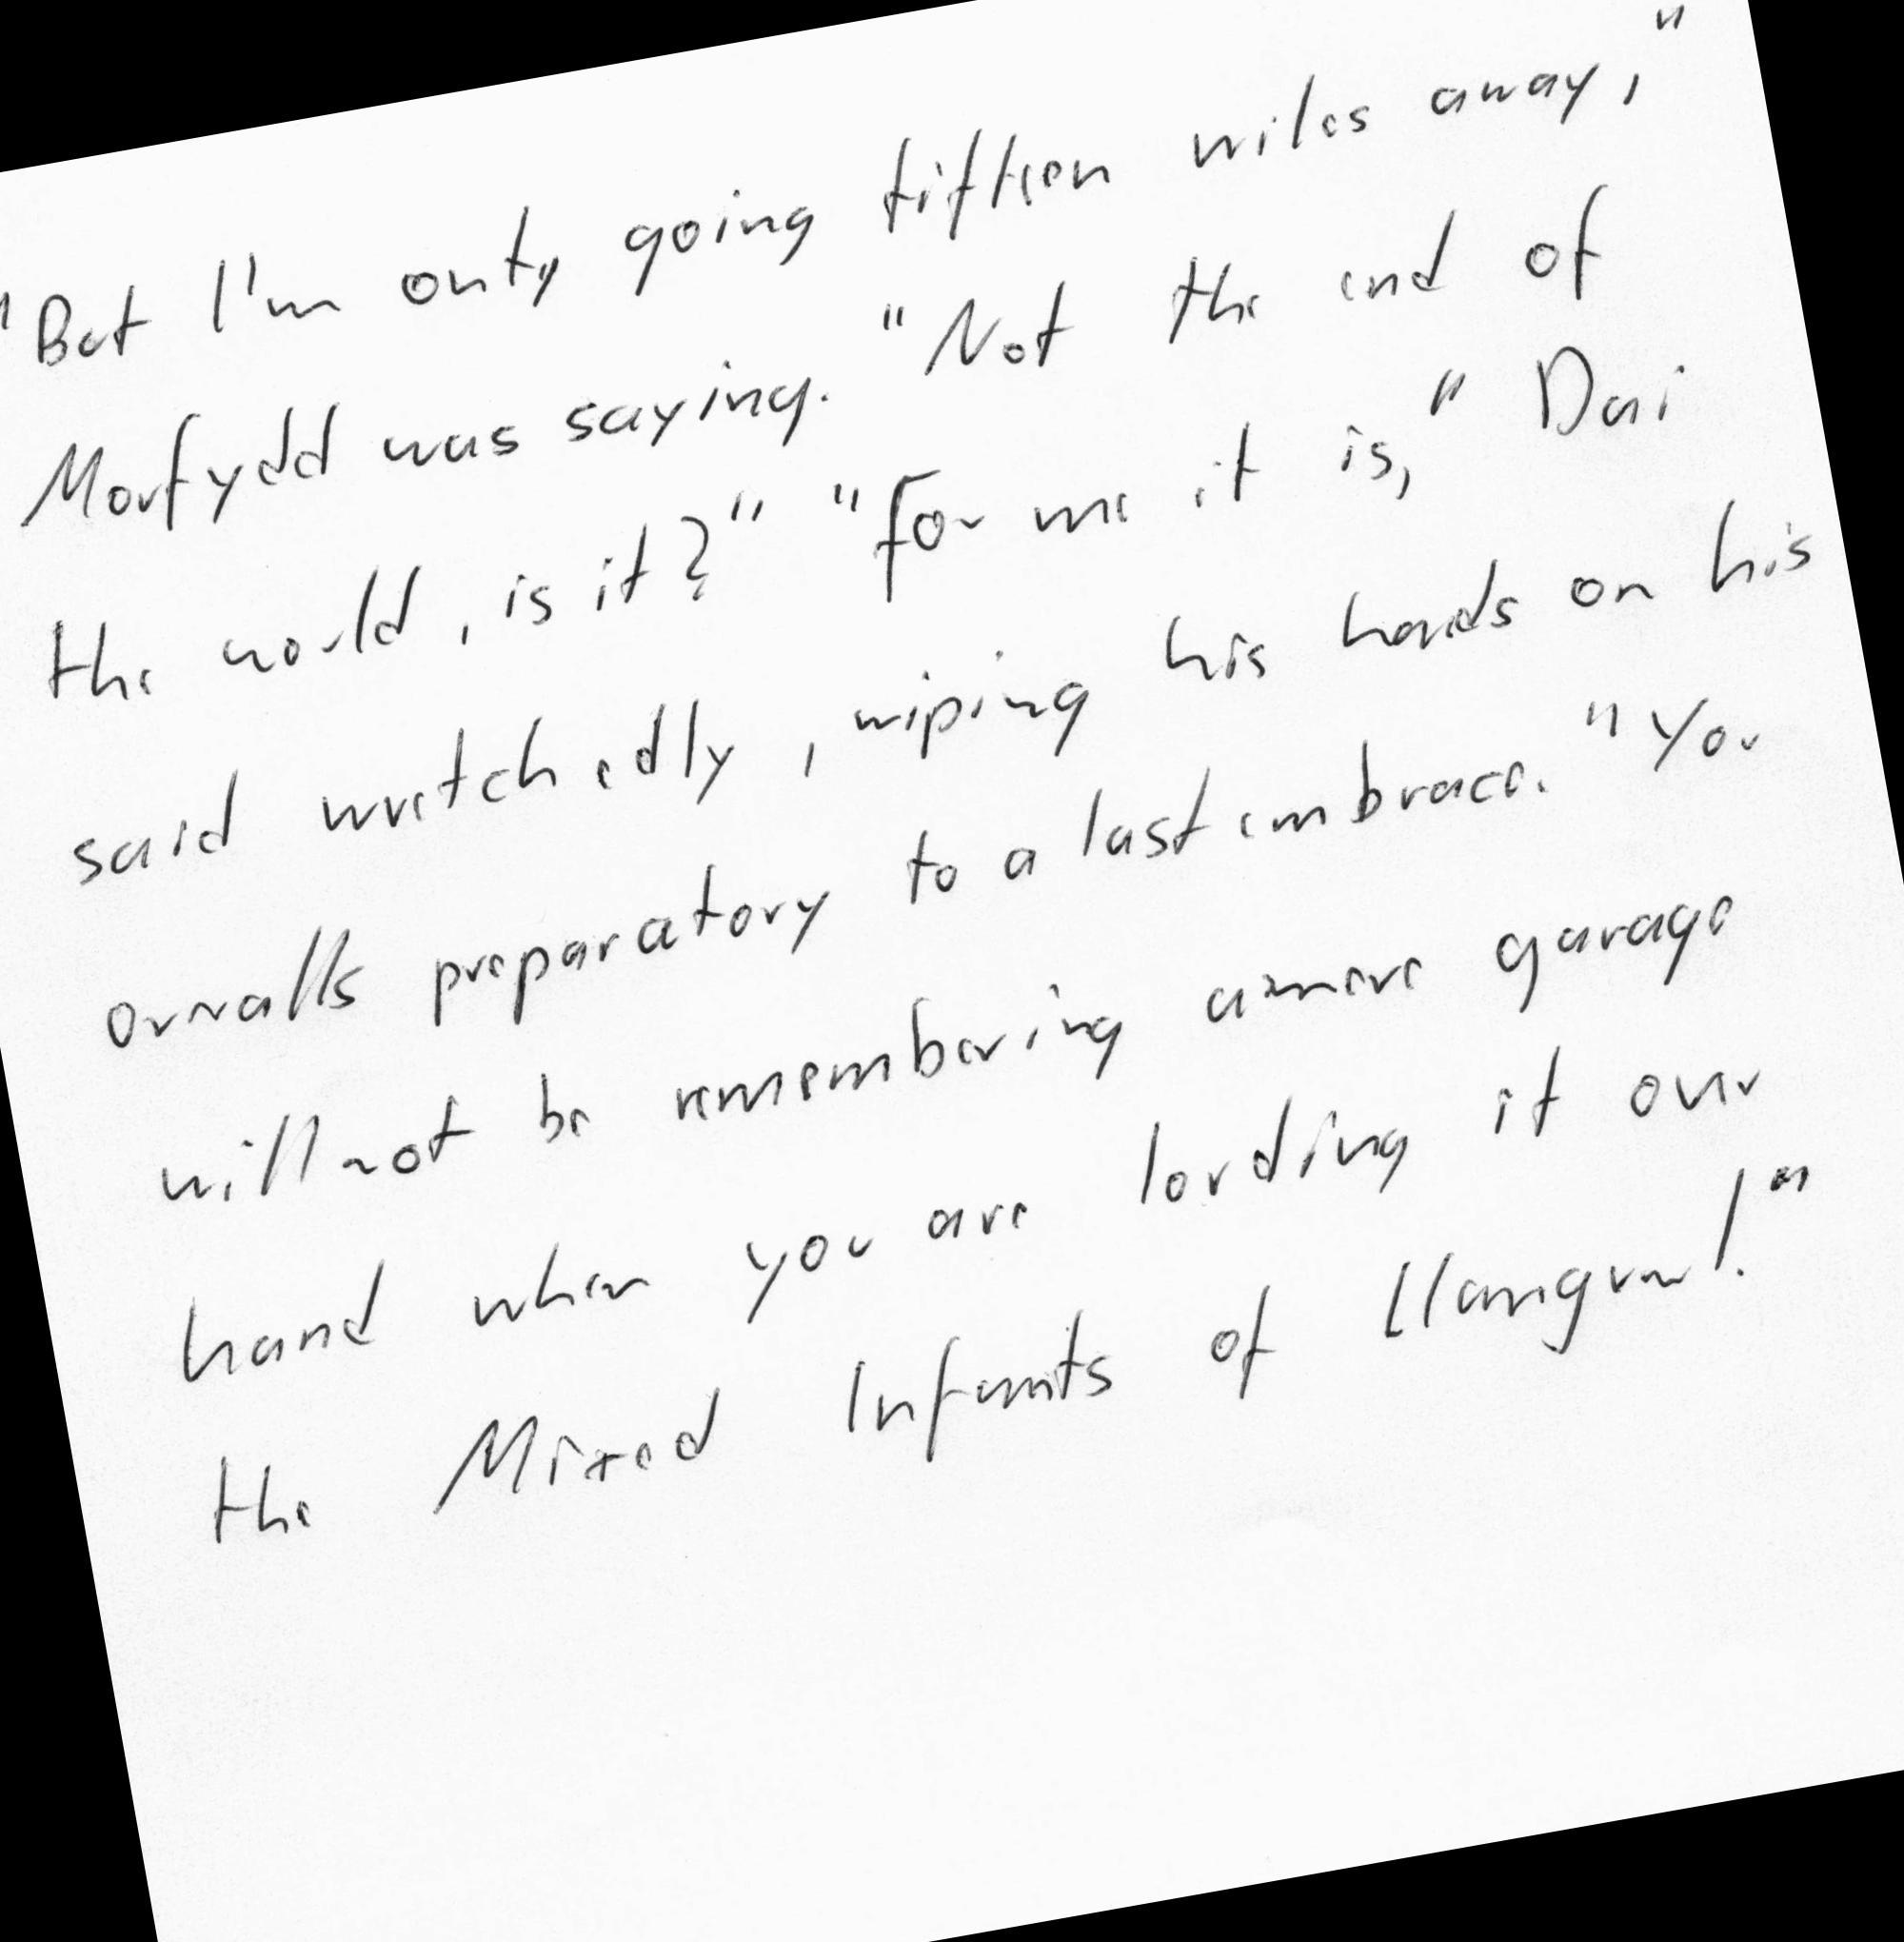 "But I'm only going fifteen miles away,"
Morfydd was saying. "Not the end of
the world, is it?" "For me it is," Dai
said wretchedly, wiping his hands on his
overalls preparatory to a last embrace. "You
will not be remembering a mere garage
hand when you are lording it over
the Mixed Infants of